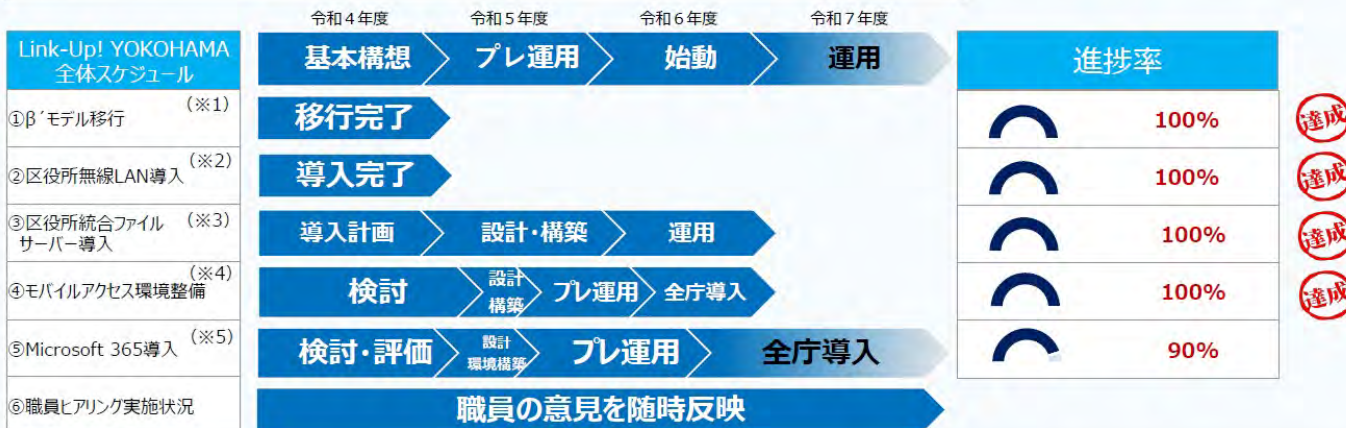 令和４年度 令和５年度 令和６年度 令和７年度
Link-Up! YOKOHAMA
全体スケジュール
基本構想 プレ運用 始動 運用
進捗率
①β´モデル移行 (※1)
移行完了
100%
達成
②区役所無線LAN導入 (※2)
導入完了
100%
達成
③区役所統合ファイル (※3)
サーバー導入
導入計画 設計・構築 運用
100%
達成
④モバイルアクセス環境整備 (※4)
検討 設計
構築 プレ運用 全庁導入
100%
達成
⑤Microsoft 365導入 (※5)
検討・評価 設計
環境構築 プレ運用 全庁導入
90%
⑥職員ヒアリング実施状況
職員の意見を随時反映